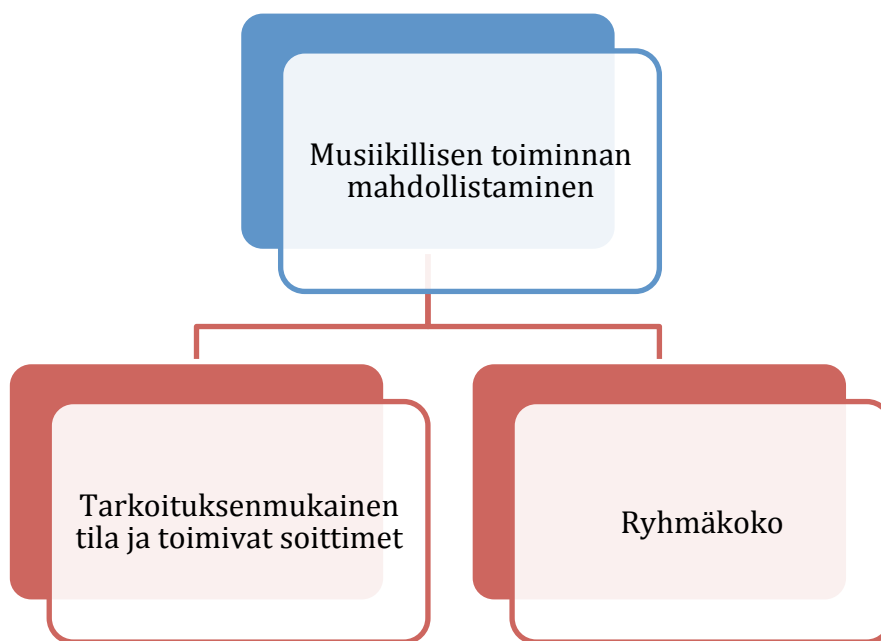 Musiikillisen toiminnan
mahdollistaminen
Tarkoituksenmukainen
tila ja toimivat soittimet
Ryhmäkoko